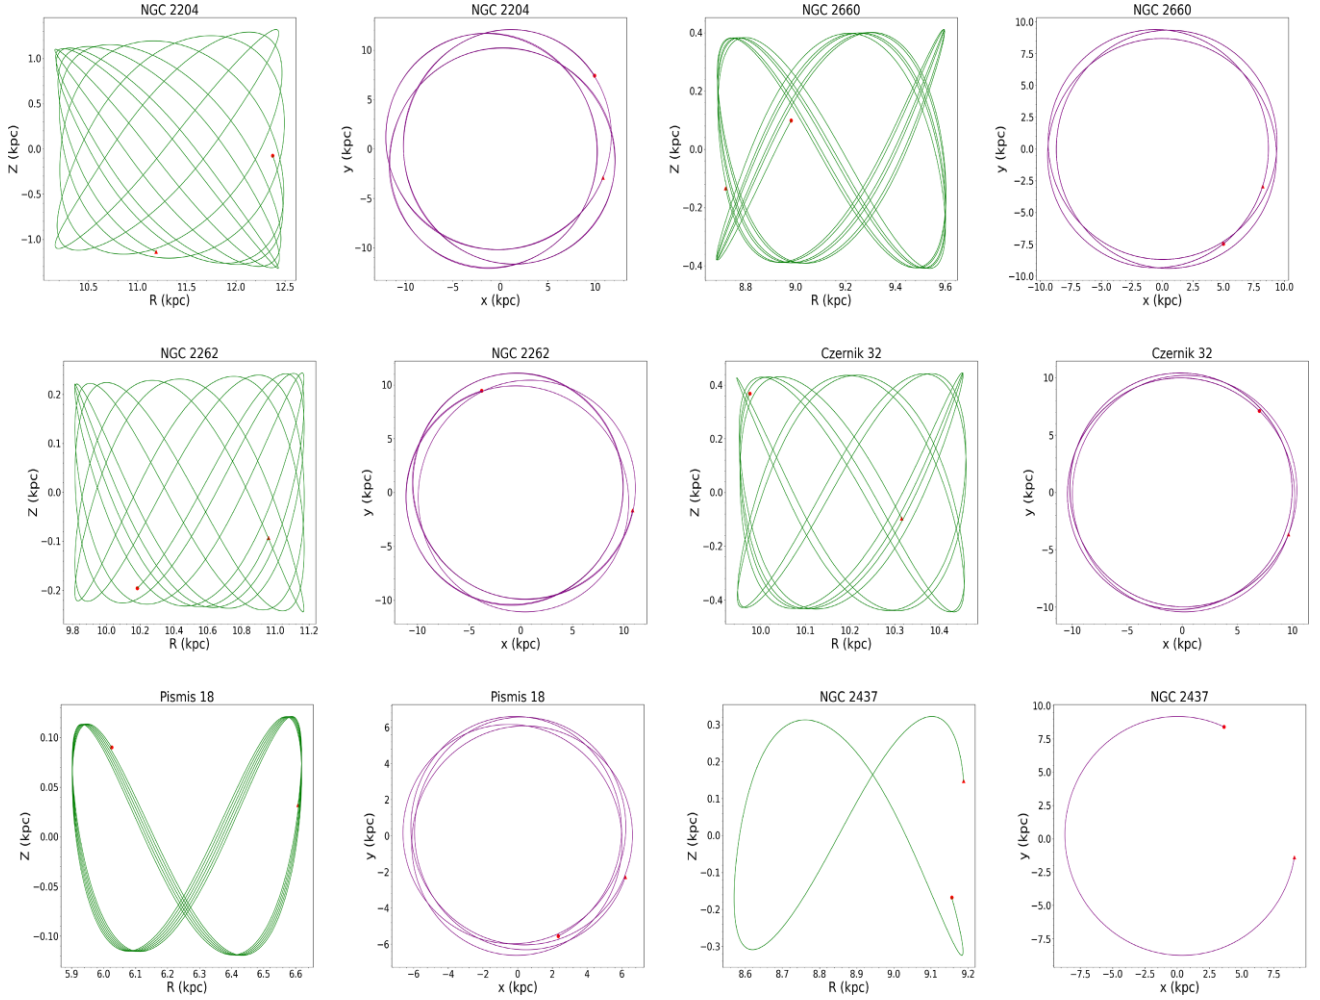 NGC 2204
Z (kpc)
1.0
0.5
0.0
−0.5
−1.0
10.5 11.0 11.5 12.0 12.5
R (kpc)
NGC 2204
y (kpc)
10
5
0
−5
−10
−10 −5 0 5 10
x (kpc)
NGC 2660
Z (kpc)
0.4
0.2
0.0
−0.2
−0.4
8.8 9.0 9.2 9.4 9.6
R (kpc)
NGC 2660
y (kpc)
10.0
7.5
5.0
2.5
0.0
−2.5
−5.0
−7.5
−10.0
−10.0 −7.5 −5.0 −2.5 0.0 2.5 5.0 7.5 10.0
x (kpc)
NGC 2262
Z (kpc)
0.2
0.1
0.0
−0.1
−0.2
9.8 10.0 10.2 10.4 10.6 10.8 11.0 11.2
R (kpc)
NGC 2262
y (kpc)
10
5
0
−5
−10
−10 −5 0 5 10
x (kpc)
Czernik 32
Z (kpc)
0.4
0.2
0.0
−0.2
−0.4
10.0 10.1 10.2 10.3 10.4
R (kpc)
Czernik 32
y (kpc)
10
5
0
−5
−10
−10 −5 0 5 10
x (kpc)
Pismis 18
Z (kpc)
0.10
0.05
0.00
−0.05
−0.10
5.9 6.0 6.1 6.2 6.3 6.4 6.5 6.6
R (kpc)
Pismis 18
y (kpc)
6
4
2
0
−2
−4
−6
−6 −4 −2 0 2 4 6
x (kpc)
NGC 2437
Z (kpc)
0.3
0.2
0.1
0.0
−0.1
−0.2
−0.3
8.6 8.7 8.8 8.9 9.0 9.1 9.2
R (kpc)
NGC 2437
y (kpc)
10.0
7.5
5.0
2.5
0.0
−2.5
−5.0
−7.5
−7.5 −5.0 −2.5 0.0 2.5 5.0 7.5
x (kpc)